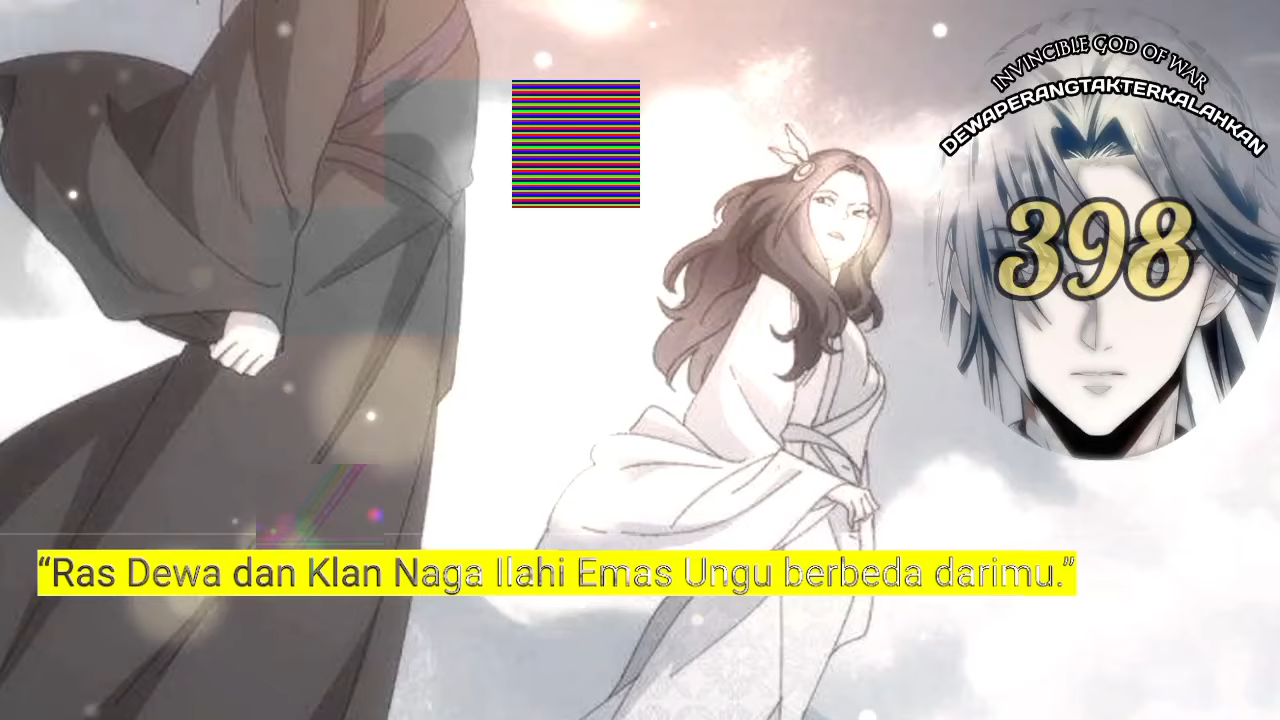 INVINCIBLE GOD OF WAR
DEWAPERANGTAKTERKALAHKAN
398
“Ras Dewa dan Klan Naga Ilahi Emas Ungu berbeda darimu.”